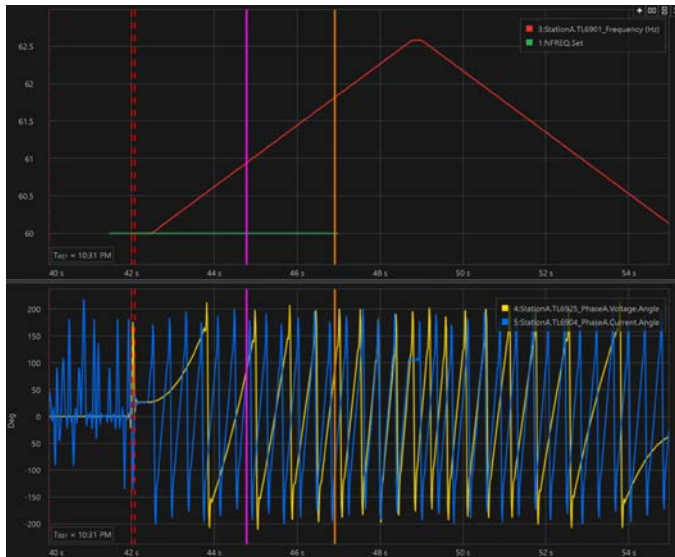 3:StationA.TL6901_Frequency (Hz)
1:NFREQ.Set
62.5
62
61.5
61
60.5
60
TREF = 10:31 PM
40 s
42 s
44 s
46 s
48 s
50 s
52 s
54 s
4:StationA.TL6925_PhaseA.Voltage.Angle
5:StationA.TL6904_PhaseA.Current.Angle
200
150
100
50
0
-50
-100
-150
-200
Deg
TREF = 10:31 PM
40 s
42 s
44 s
46 s
48 s
50 s
52 s
54 s